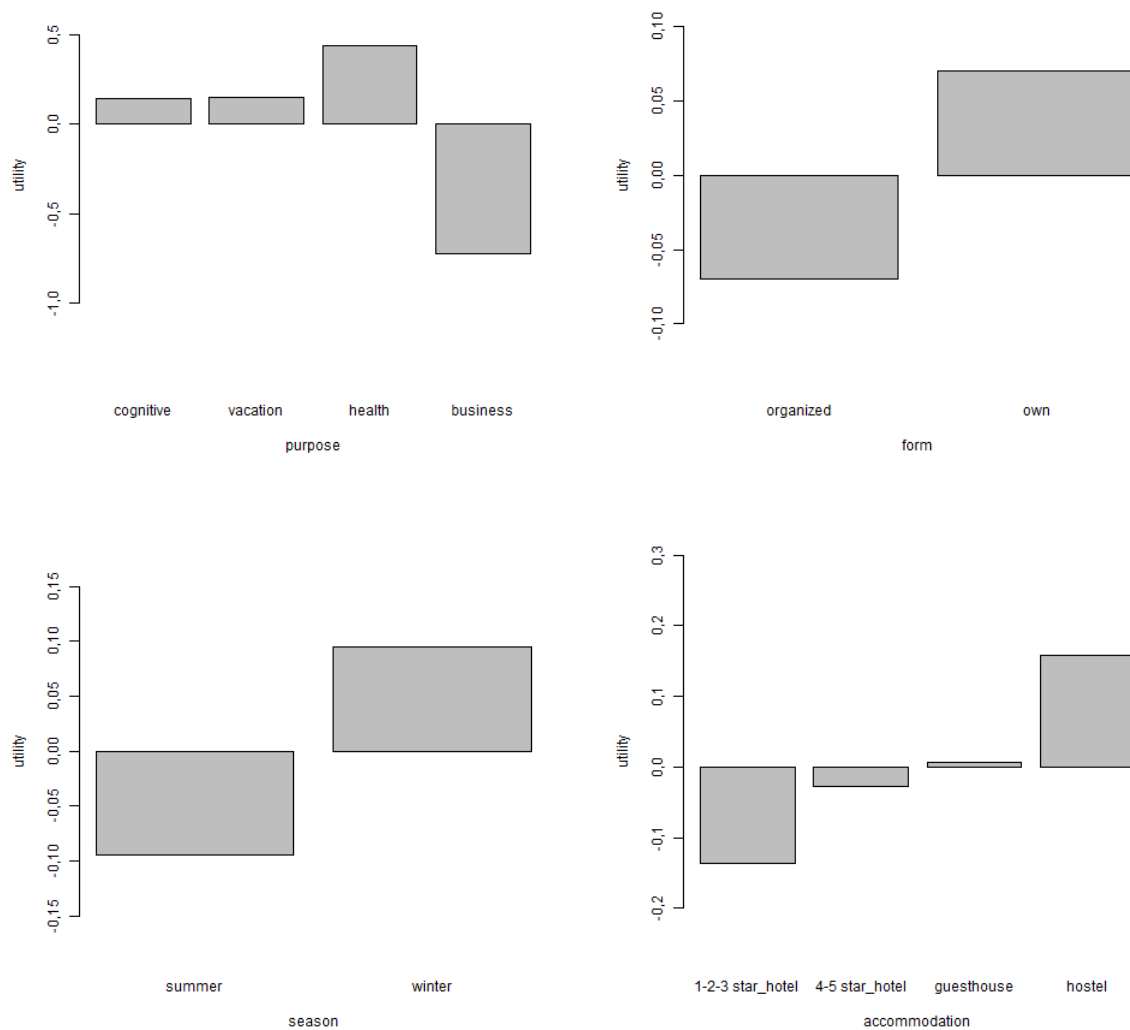 utility
0,5
0,0
-0,5
-1,0
cognitive vacation health business
purpose
utility
0,10
0,05
0,00
-0,05
-0,10
organized own
form
utility
0,15
0,10
0,05
0,00
-0,05
-0,10
-0,15
summer winter
season
utility
0,3
0,2
0,1
0,0
-0,1
-0,2
1-2-3 star_hotel 4-5 star_hotel guesthouse hostel
accommodation